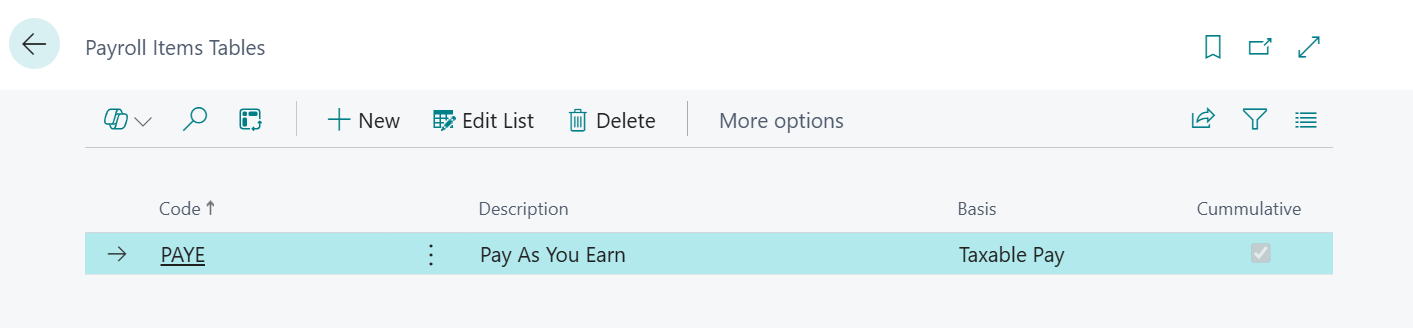 Payroll Items Tables
New Edit List Delete More options
Code ↑ Description Basis Cummulative
PAYE Pay As You Earn Taxable Pay